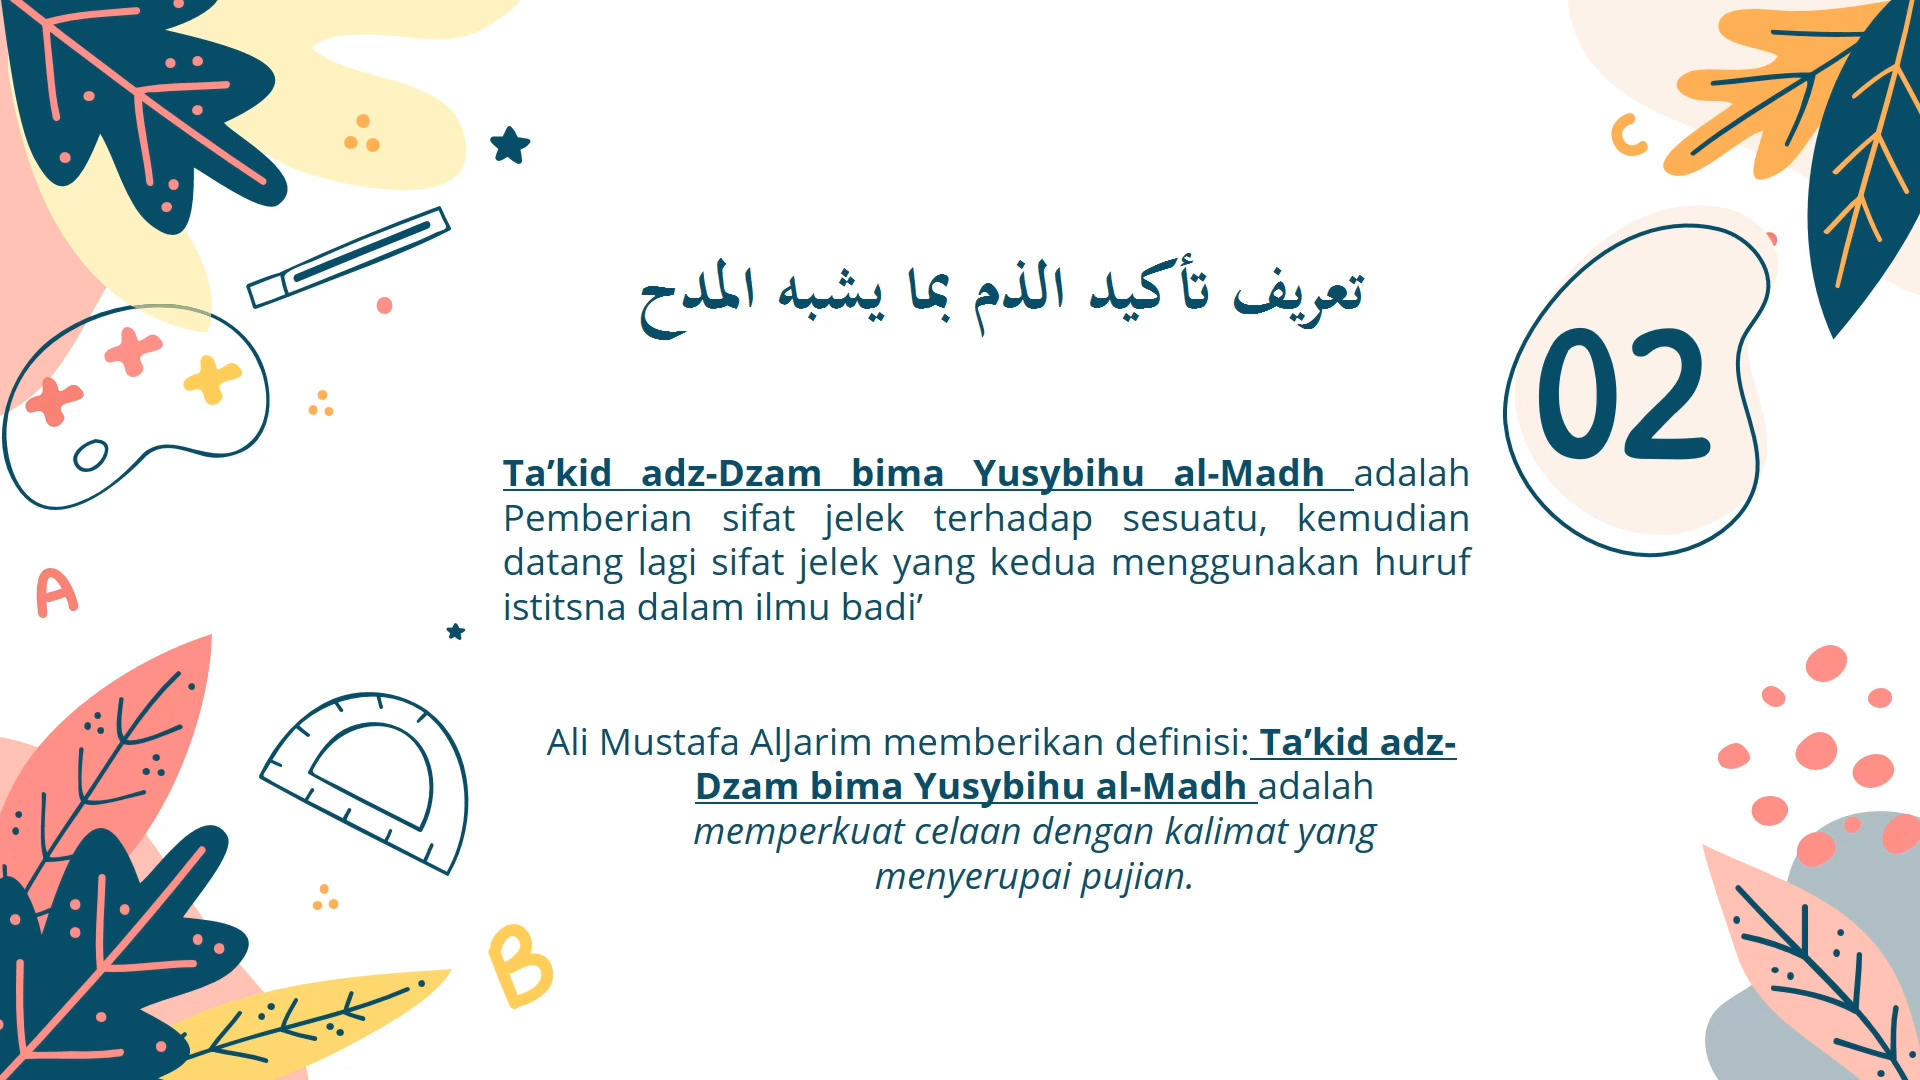 تعريف تأكيد الذم بما يشبه المدح
02
Ta’kid adz-Dzam bima Yusybihu al-Madh adalah
Pemberian sifat jelek terhadap sesuatu, kemudian
datang lagi sifat jelek yang kedua menggunakan huruf
istitsna dalam ilmu badi’
Ali Mustafa AlJarim memberikan definisi: Ta’kid adz-
Dzam bima Yusybihu al-Madh adalah
memperkuat celaan dengan kalimat yang
menyerupai pujian.
A
B
C